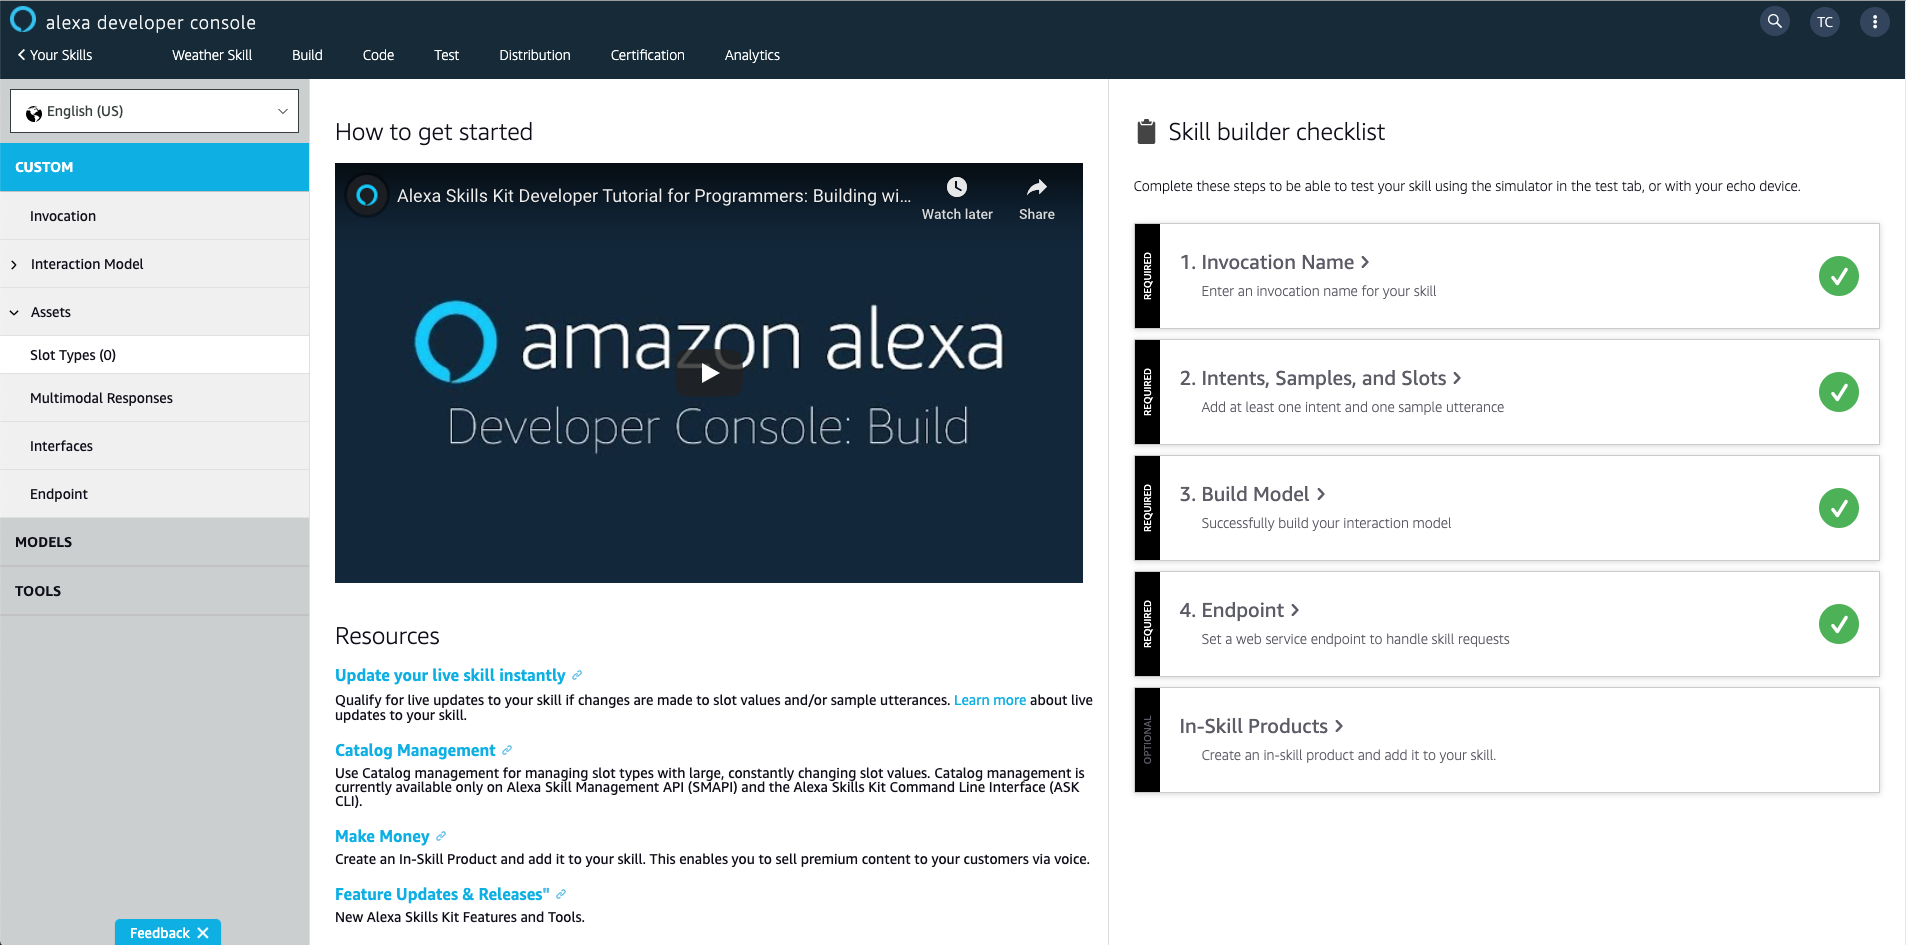 alexa developer console
TC
Your Skills
Weather Skill
Build
Code
Test
Distribution
Certification
Analytics
English (US)
CUSTOM
Invocation
Interaction Model
Assets
Slot Types (0)
Multimodal Responses
Interfaces
Endpoint
MODELS
TOOLS
Feedback
How to get started
Alexa Skills Kit Developer Tutorial for Programmers: Building wi...
Watch later
Share
amazon alexa
Developer Console: Build
Resources
Update your live skill instantly
Qualify for live updates to your skill if changes are made to slot values and/or sample utterances. Learn more about live
updates to your skill.
Catalog Management
Use Catalog management for managing slot types with large, constantly changing slot values. Catalog management is
currently available only on Alexa Skill Management API (SMAPI) and the Alexa Skills Kit Command Line Interface (ASK
CLI).
Make Money
Create an In-Skill Product and add it to your skill. This enables you to sell premium content to your customers via voice.
Feature Updates & Releases"
New Alexa Skills Kit Features and Tools.
Skill builder checklist
Complete these steps to be able to test your skill using the simulator in the test tab, or with your echo device.
REQUIRED
1. Invocation Name
Enter an invocation name for your skill
REQUIRED
2. Intents, Samples, and Slots
Add at least one intent and one sample utterance
REQUIRED
3. Build Model
Successfully build your interaction model
REQUIRED
4. Endpoint
Set a web service endpoint to handle skill requests
OPTIONAL
In-Skill Products
Create an in-skill product and add it to your skill.